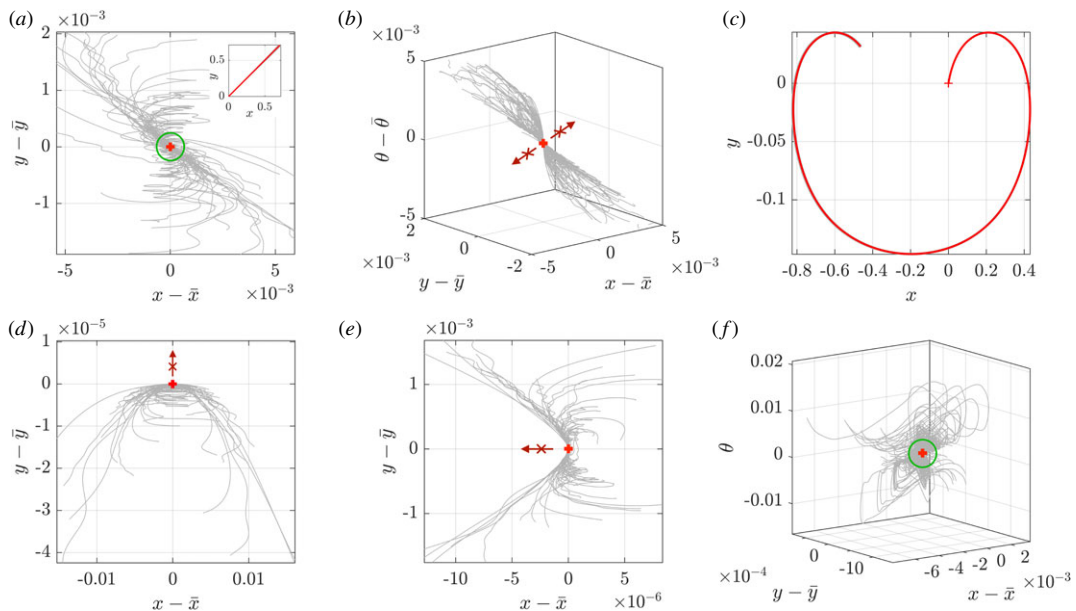 (a)
×10⁻³
2
1
0
-1
y − ȳ
-5
0
5
x − x̄
×10⁻³
0.5
0
y
0
0.5
x
(b)
×10⁻³
5
0
-5
θ − θ̄
2
0
-2
×10⁻³
y − ȳ
-5
0
5
×10⁻³
x − x̄
(c)
0
-0.05
-0.1
y
-0.8 -0.6 -0.4 -0.2 0 0.2 0.4
x
(d)
×10⁻⁵
1
0
-1
-2
-3
-4
y − ȳ
-0.01 0 0.01
x − x̄
(e)
×10⁻³
1
0
-1
y − ȳ
-10 -5 0 5
×10⁻⁶
x − x̄
(f)
0.02
0.01
0
-0.01
θ
0
-10
×10⁻⁴
y − ȳ
-6 -4 -2 0 2
×10⁻³
x − x̄